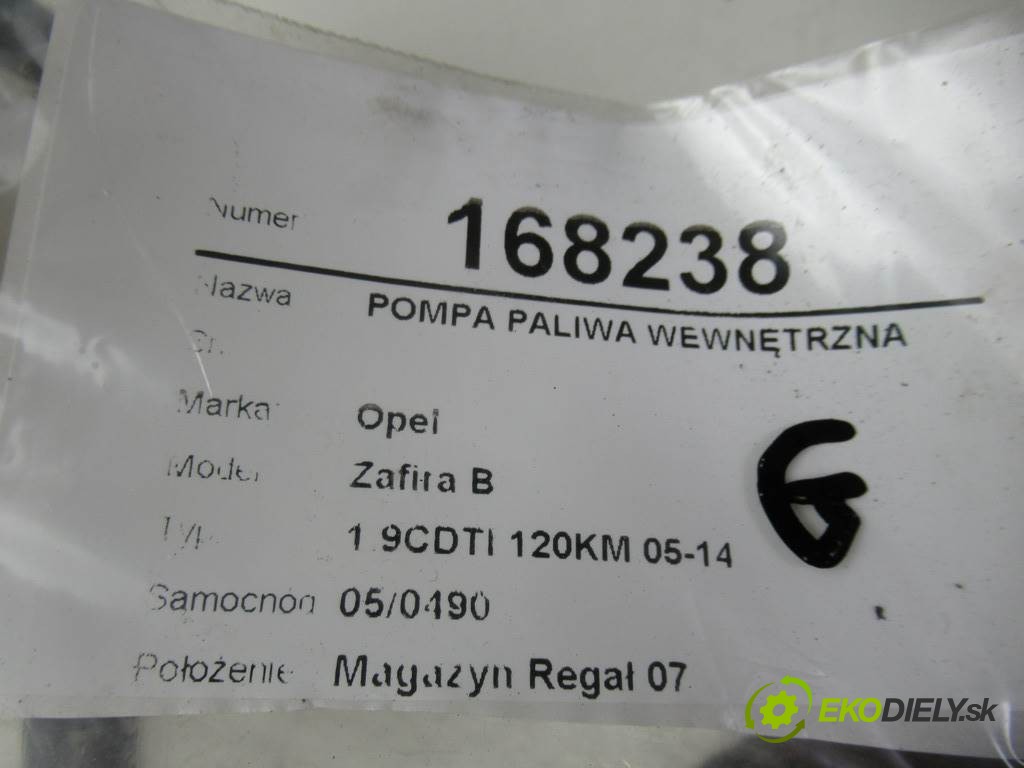 Numer 168238
Nazwa POMPA PALIWA WEWNĘTRZNA
Marka Opel
Model Zafira B
Typ 1.9CDTI 120KM 05-14
Samochód 05/0490
Położenie Magazyn Regał 07
G
EKODIELY.sk